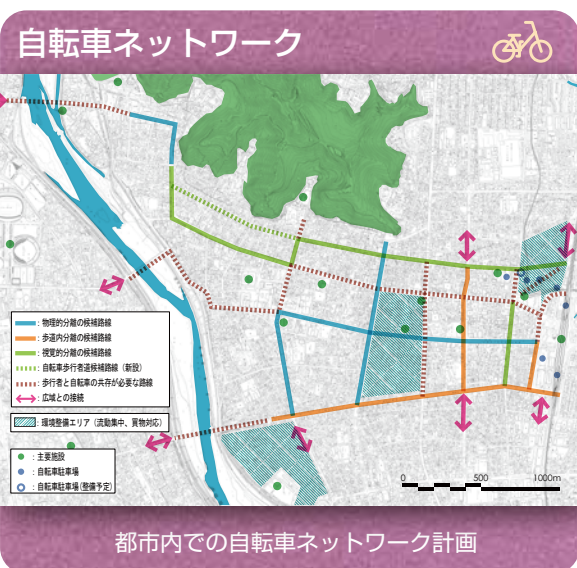 自転車ネットワーク
：物理的分離の候補路線
：歩道内分離の候補路線
：視覚的分離の候補路線
：自転車歩行者道候補路線（新設）
：歩行者と自転車の共存が必要な路線
：広域との接続
：環境整備エリア（流動集中、買物対応）
：主要施設
：自転車駐車場
：自転車駐車場(整備予定)
0 500 1000m
都市内での自転車ネットワーク計画